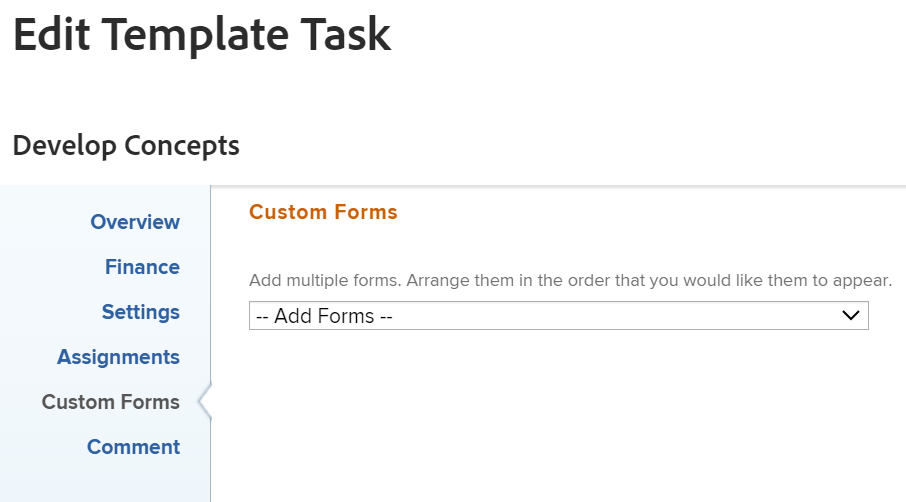 Edit Template Task
Develop Concepts
Overview
Finance
Settings
Assignments
Custom Forms
Comment
Custom Forms
Add multiple forms. Arrange them in the order that you would like them to appear.
-- Add Forms --